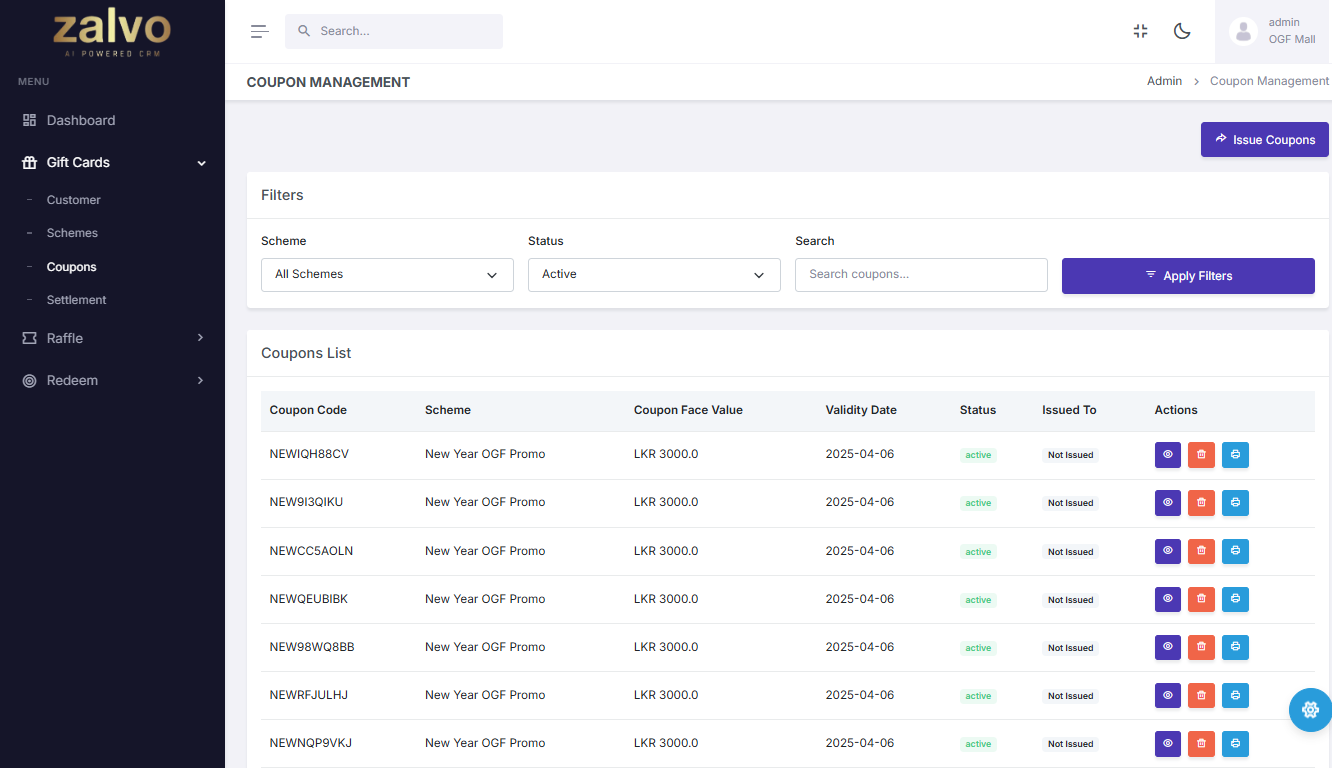 zalvo
AI POWERED CRM
MENU
Dashboard
Gift Cards
Customer
Schemes
Coupons
Settlement
Raffle
Redeem
Search...
admin
OGF Mall
COUPON MANAGEMENT
Admin > Coupon Management
Issue Coupons
Filters
Scheme Status Search
All Schemes Active Search coupons... Apply Filters
Coupons List
Coupon Code Scheme Coupon Face Value Validity Date Status Issued To Actions
NEWIQH88CV New Year OGF Promo LKR 3000.0 2025-04-06 active Not Issued
NEW9I3QIKU New Year OGF Promo LKR 3000.0 2025-04-06 active Not Issued
NEWCC5AOLN New Year OGF Promo LKR 3000.0 2025-04-06 active Not Issued
NEWQEUBIBK New Year OGF Promo LKR 3000.0 2025-04-06 active Not Issued
NEW98WQ8BB New Year OGF Promo LKR 3000.0 2025-04-06 active Not Issued
NEWRFJULHJ New Year OGF Promo LKR 3000.0 2025-04-06 active Not Issued
NEWNQP9VKJ New Year OGF Promo LKR 3000.0 2025-04-06 active Not Issued